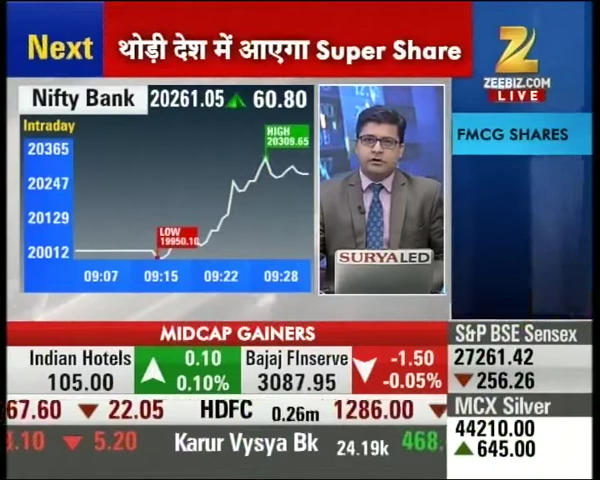 Next
थोड़ी देश में आएगा Super Share
ZEEBIZ.COM
LIVE
Nifty Bank 20261.05 60.80
Intraday
20365
20247
20129
20012
HIGH
20309.65
LOW
19950.10
09:07 09:15 09:22 09:28
SURYA LED
FMCG SHARES
MIDCAP GAINERS
Indian Hotels
105.00
0.10
0.10%
Bajaj FInserve
3087.95
-1.50
-0.05%
S&P BSE Sensex
27261.42
256.26
67.60 22.05 HDFC 0.26m 1286.00
MCX Silver
44210.00
645.00
3.10 5.20 Karur Vysya Bk 24.19k 468.